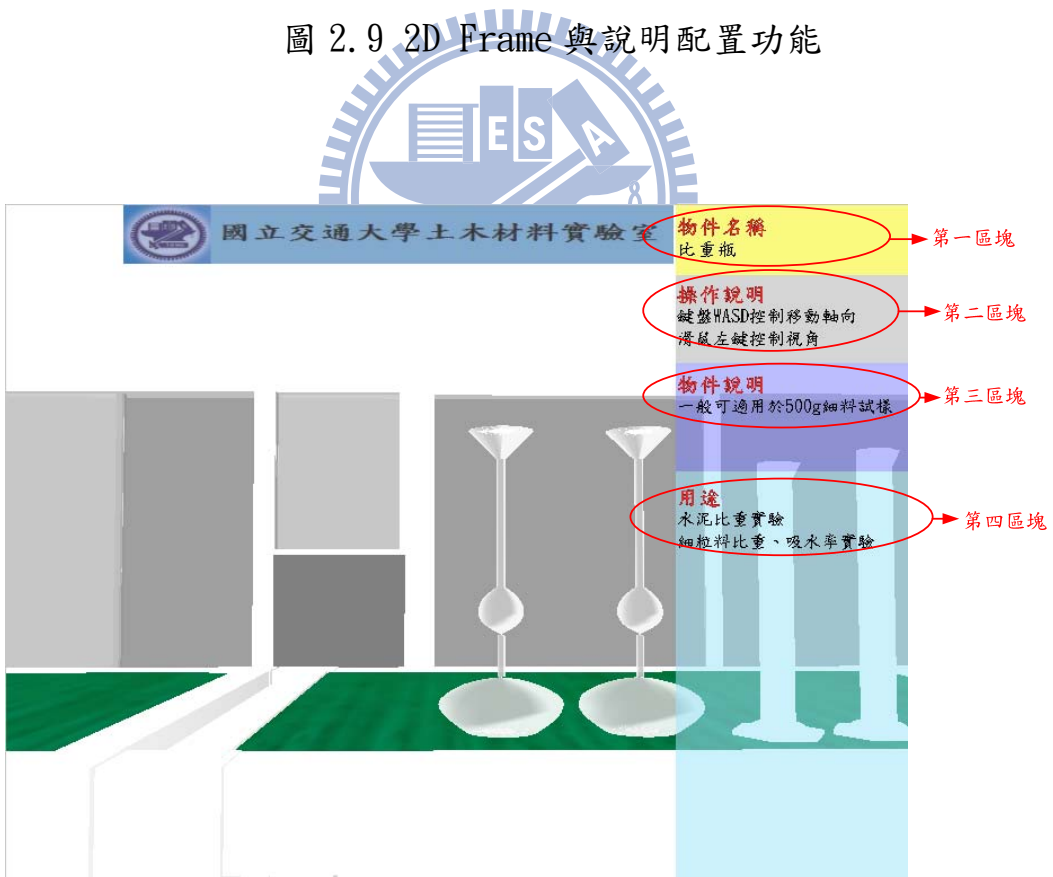 圖 2.9 2D Frame 與說明配置功能
E S A
國立交通大學土木材料實驗室
物件名稱
比重瓶
第一區塊
操作說明
鍵盤WASD控制移動軸向
滑鼠左鍵控制視角
第二區塊
物件說明
一般可適用於500g細料試樣
第三區塊
用途
水泥比重實驗
細粒料比重、吸水率實驗
第四區塊